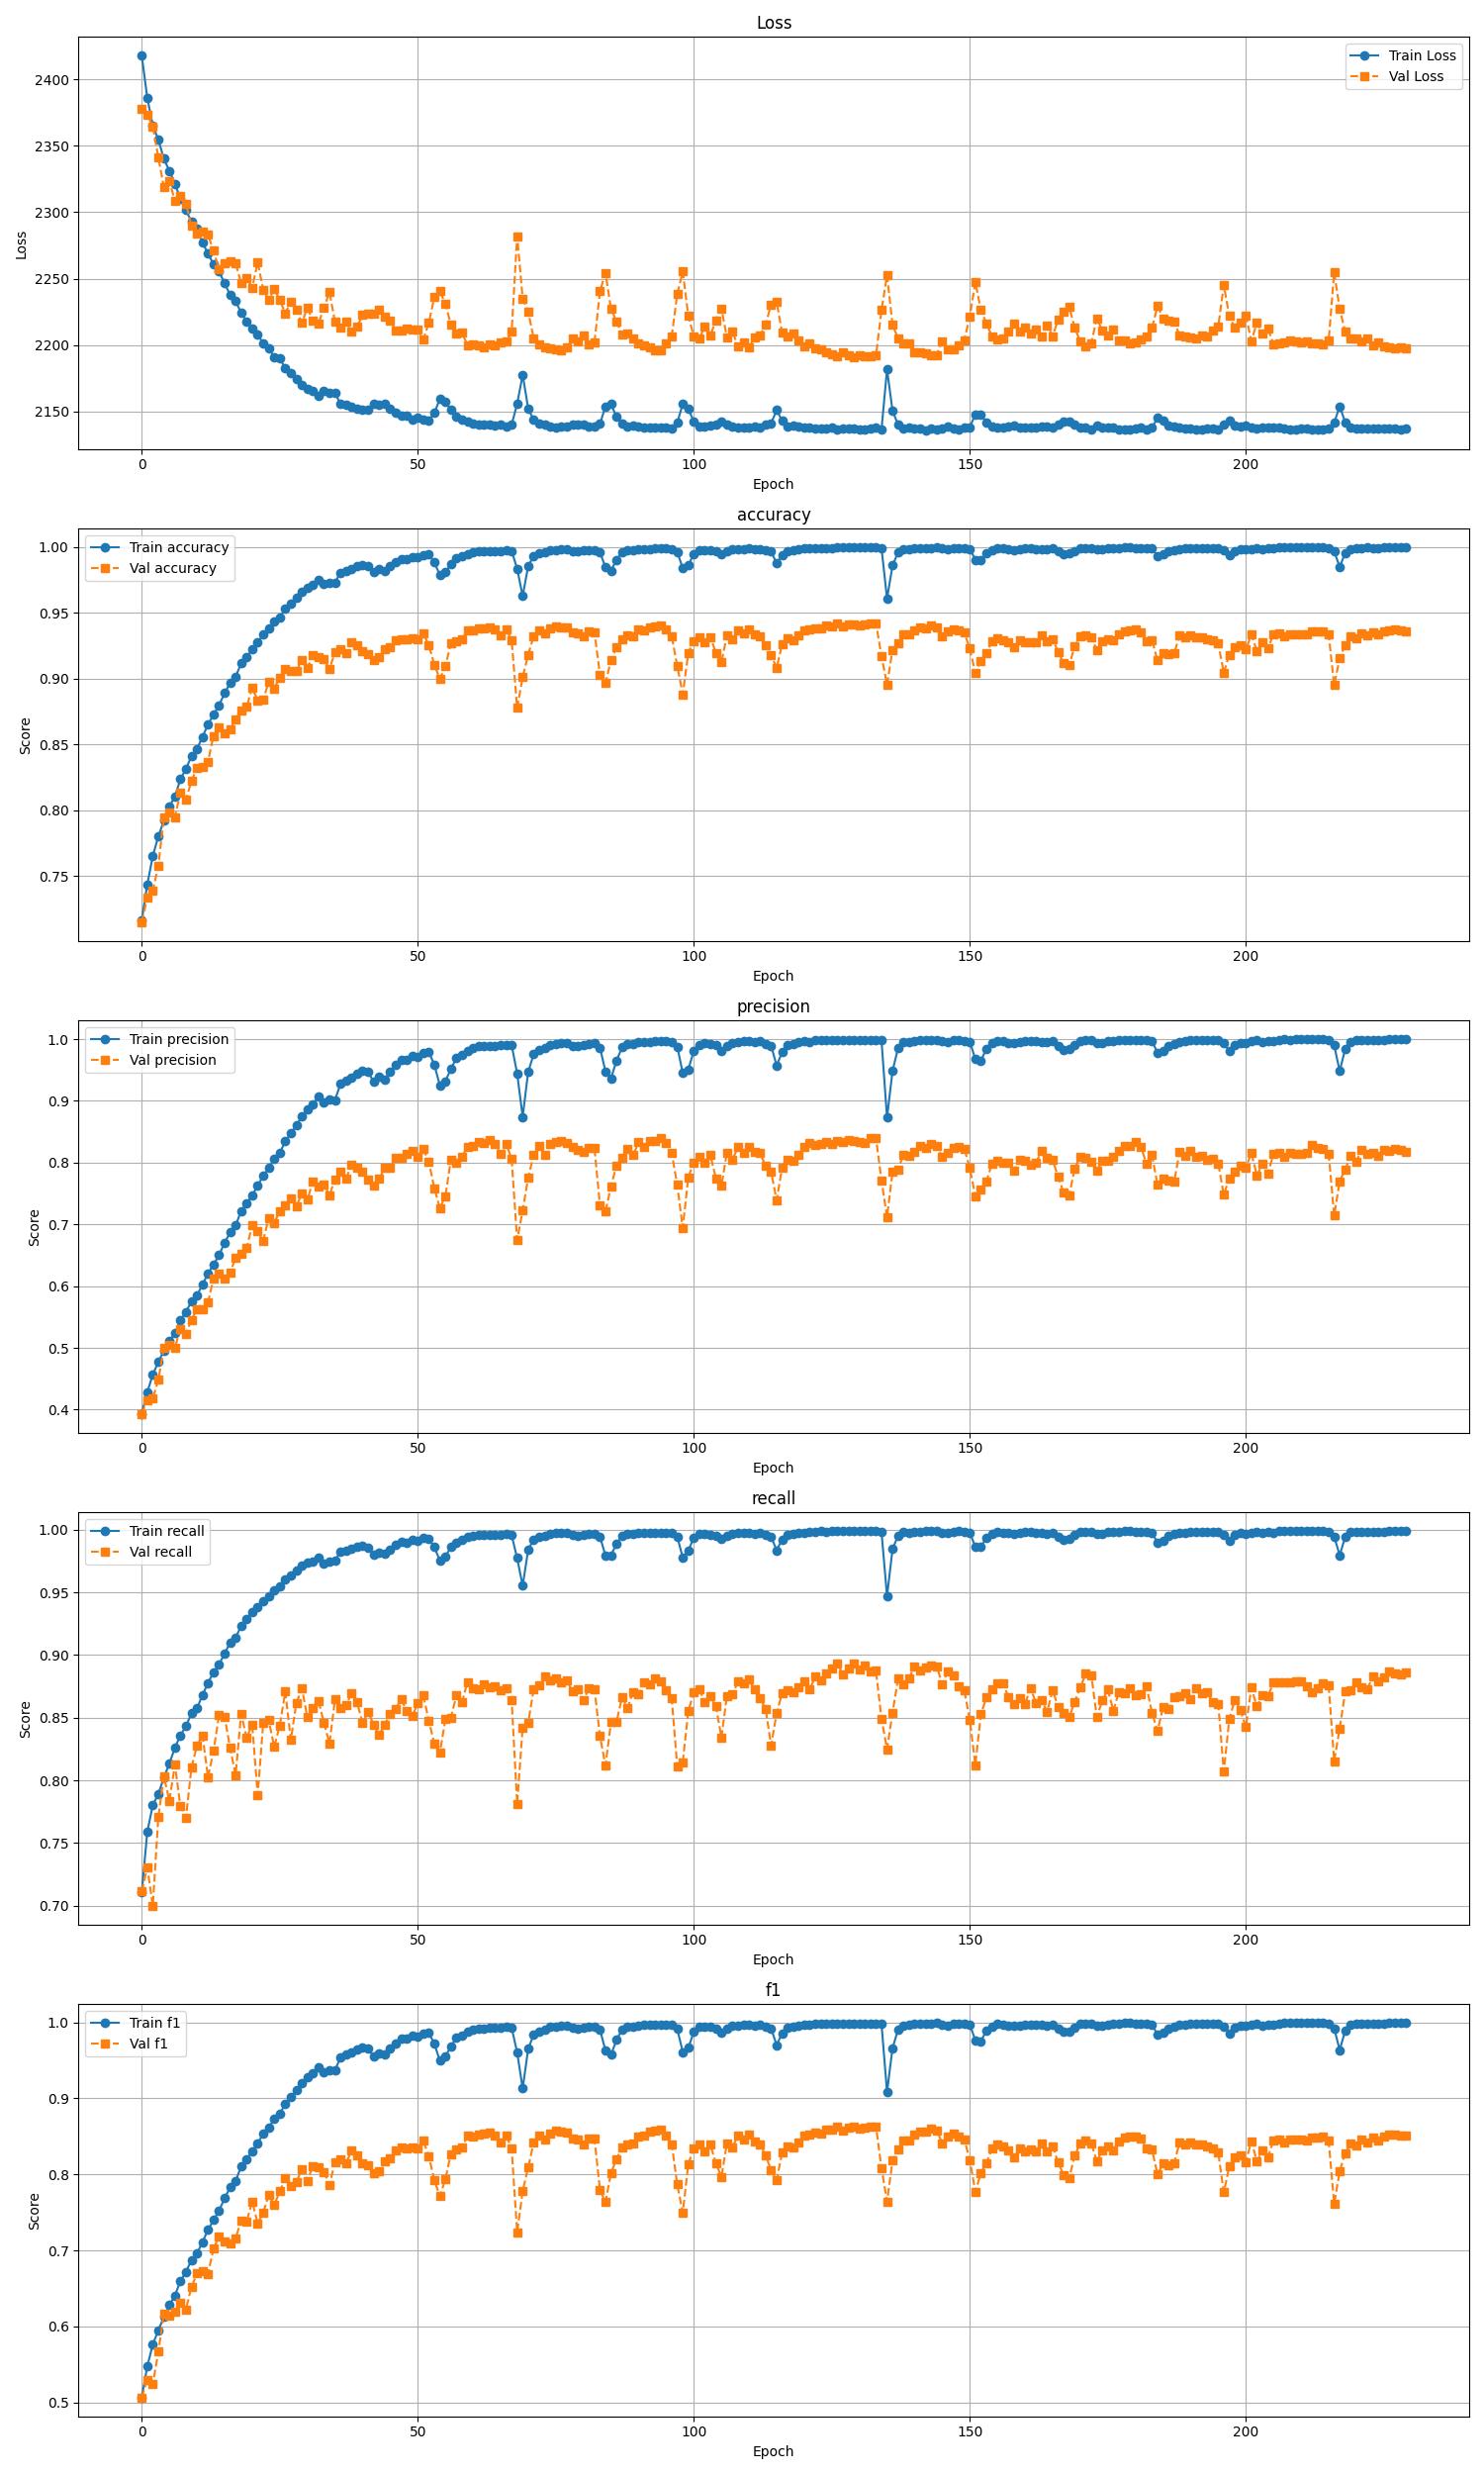 Loss
Train Loss
Val Loss
2400
2350
2300
2250
2200
2150
Loss
0 50 100 150 200
Epoch
accuracy
Train accuracy
Val accuracy
1.00
0.95
0.90
0.85
0.80
0.75
Score
0 50 100 150 200
Epoch
precision
Train precision
Val precision
1.0
0.9
0.8
0.7
0.6
0.5
0.4
Score
0 50 100 150 200
Epoch
recall
Train recall
Val recall
1.00
0.95
0.90
0.85
0.80
0.75
0.70
Score
0 50 100 150 200
Epoch
f1
Train f1
Val f1
1.0
0.9
0.8
0.7
0.6
0.5
Score
0 50 100 150 200
Epoch